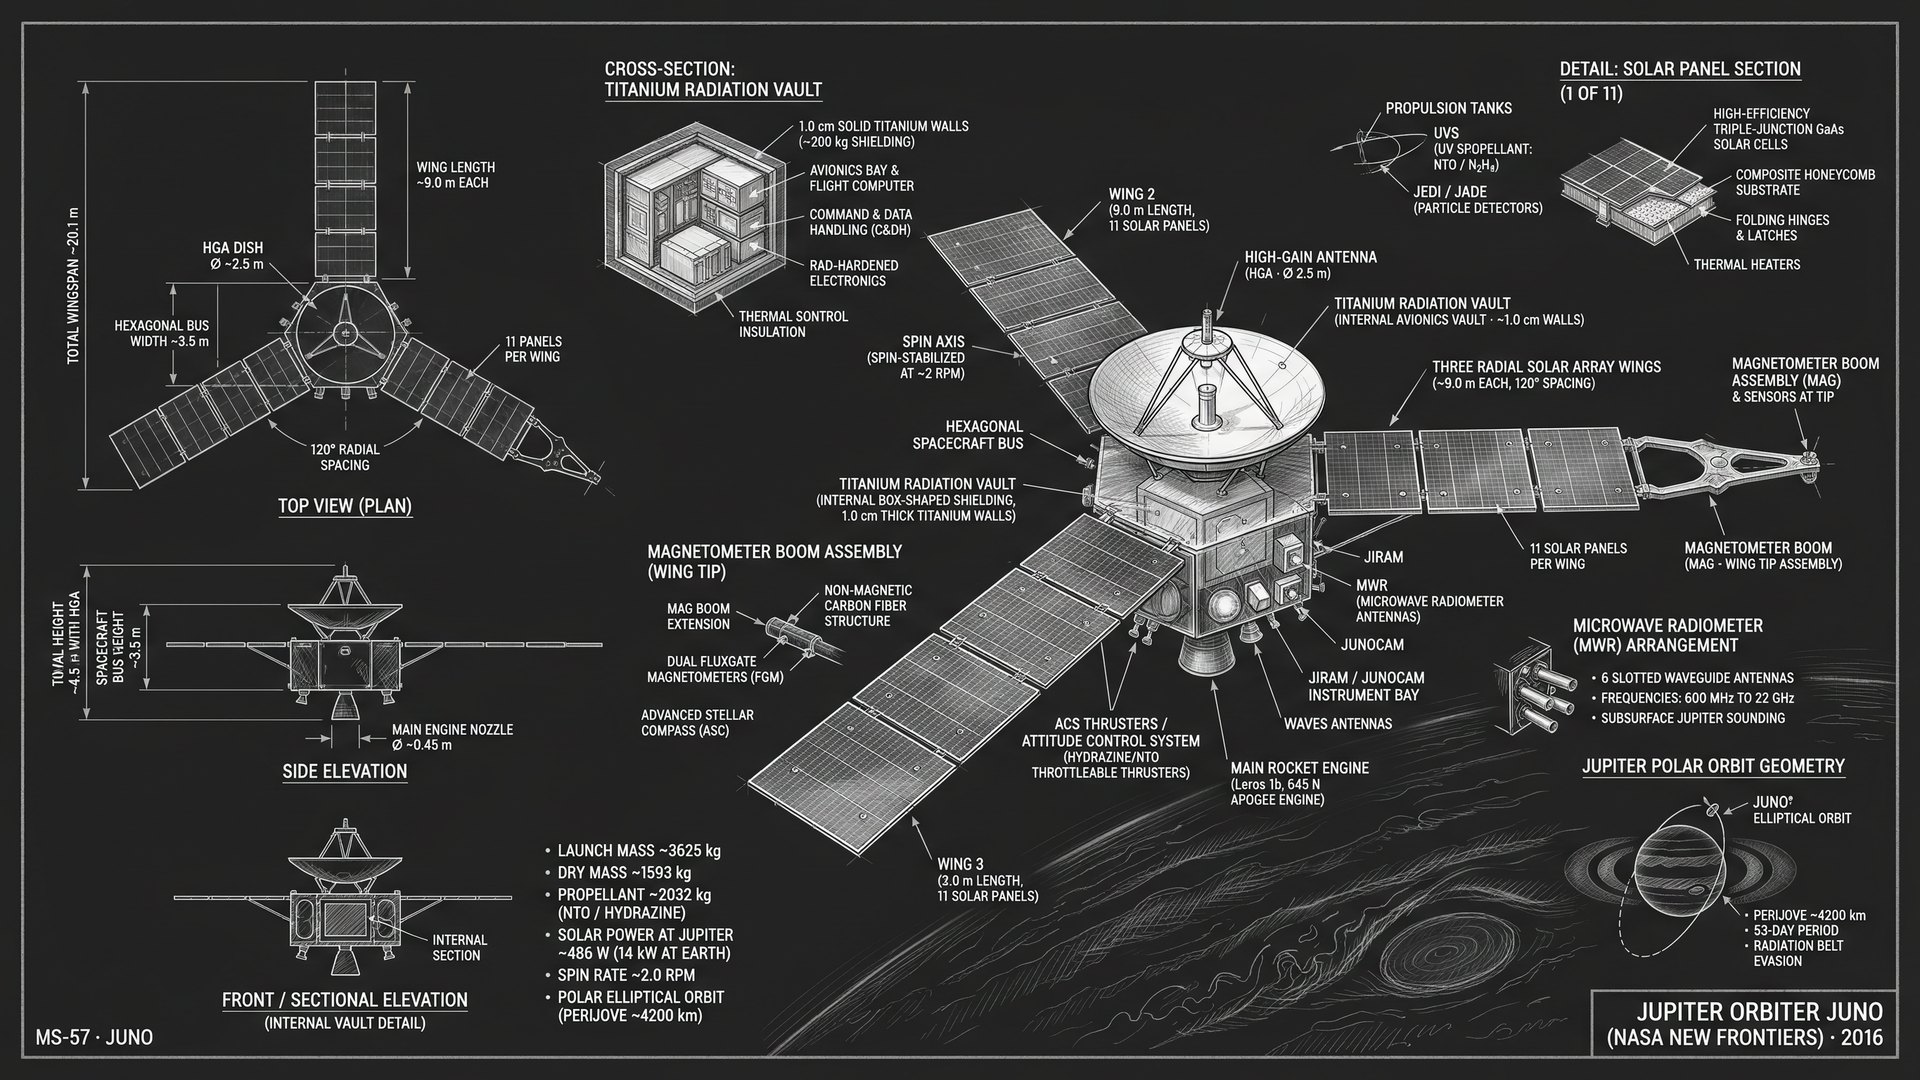 TOTAL WINGSPAN ~20.1 m
WING LENGTH
~9.0 m EACH
HGA DISH
Ø ~2.5 m
HEXAGONAL BUS
WIDTH ~3.5 m
11 PANELS
PER WING
120° RADIAL
SPACING
TOP VIEW (PLAN)
CROSS-SECTION:
TITANIUM RADIATION VAULT
1.0 cm SOLID TITANIUM WALLS
(~200 kg SHIELDING)
AVIONICS BAY &
FLIGHT COMPUTER
COMMAND & DATA
HANDLING (C&DH)
RAD-HARDENED
ELECTRONICS
THERMAL SONTROL
INSULATION
DETAIL: SOLAR PANEL SECTION
(1 OF 11)
HIGH-EFFICIENCY
TRIPLE-JUNCTION GaAs
SOLAR CELLS
COMPOSITE HONEYCOMB
SUBSTRATE
FOLDING HINGES
& LATCHES
THERMAL HEATERS
PROPULSION TANKS
UVS
(UV SPOPELLANT:
NTO / N₂H₈)
JEDI / JADE
(PARTICLE DETECTORS)
WING 2
(9.0 m LENGTH,
11 SOLAR PANELS)
HIGH-GAIN ANTENNA
(HGA · Ø 2.5 m)
TITANIUM RADIATION VAULT
(INTERNAL AVIONICS VAULT · ~1.0 cm WALLS)
SPIN AXIS
(SPIN-STABILIZED
AT ~2 RPM)
THREE RADIAL SOLAR ARRAY WINGS
(~9.0 m EACH, 120° SPACING)
MAGNETOMETER BOOM
ASSEMBLY (MAG)
& SENSORS AT TIP
HEXAGONAL
SPACECRAFT BUS
TITANIUM RADIATION VAULT
(INTERNAL BOX-SHAPED SHIELDING,
1.0 cm THICK TITANIUM WALLS)
11 SOLAR PANELS
PER WING
MAGNETOMETER BOOM
(MAG - WING TIP ASSEMBLY)
JIRAM
MWR
(MICROWAVE RADIOMETER
ANTENNAS)
JUNOCAM
JIRAM / JUNOCAM
INSTRUMENT BAY
WAVES ANTENNAS
MAIN ROCKET ENGINE
(Leros 1b, 645 N
APOGEE ENGINE)
ACS THRUSTERS /
ATTITUDE CONTROL SYSTEM
(HYDRAZINE/NTO
THROTTLEABLE THRUSTERS)
WING 3
(3.0 m LENGTH,
11 SOLAR PANELS)
MAGNETOMETER BOOM ASSEMBLY
(WING TIP)
MAG BOOM
EXTENSION
NON-MAGNETIC
CARBON FIBER
STRUCTURE
DUAL FLUXGATE
MAGNETOMETERS (FGM)
ADVANCED STELLAR
COMPASS (ASC)
HEIGHT
WITH HGA
SPACECRAFT
BUS HEIGHT
~3.5 m
MAIN ENGINE NOZZLE
Ø ~0.45 m
SIDE ELEVATION
INTERNAL
SECTION
FRONT / SECTIONAL ELEVATION
(INTERNAL VAULT DETAIL)
• LAUNCH MASS ~3625 kg
• DRY MASS ~1593 kg
• PROPELLANT ~2032 kg
(NTO / HYDRAZINE)
• SOLAR POWER AT JUPITER
~486 W (14 kW AT EARTH)
• SPIN RATE ~2.0 RPM
• POLAR ELLIPTICAL ORBIT
(PERIJOVE ~4200 km)
MICROWAVE RADIOMETER
(MWR) ARRANGEMENT
• 6 SLOTTED WAVEGUIDE ANTENNAS
• FREQUENCIES: 600 MHz TO 22 GHz
• SUBSURFACE JUPITER SOUNDING
JUPITER POLAR ORBIT GEOMETRY
JUNO°
ELLIPTICAL ORBIT
• PERIJOVE ~4200 km
• 53-DAY PERIOD
• RADIATION BELT
EVASION
MS-57 · JUNO
JUPITER ORBITER JUNO
(NASA NEW FRONTIERS) · 2016